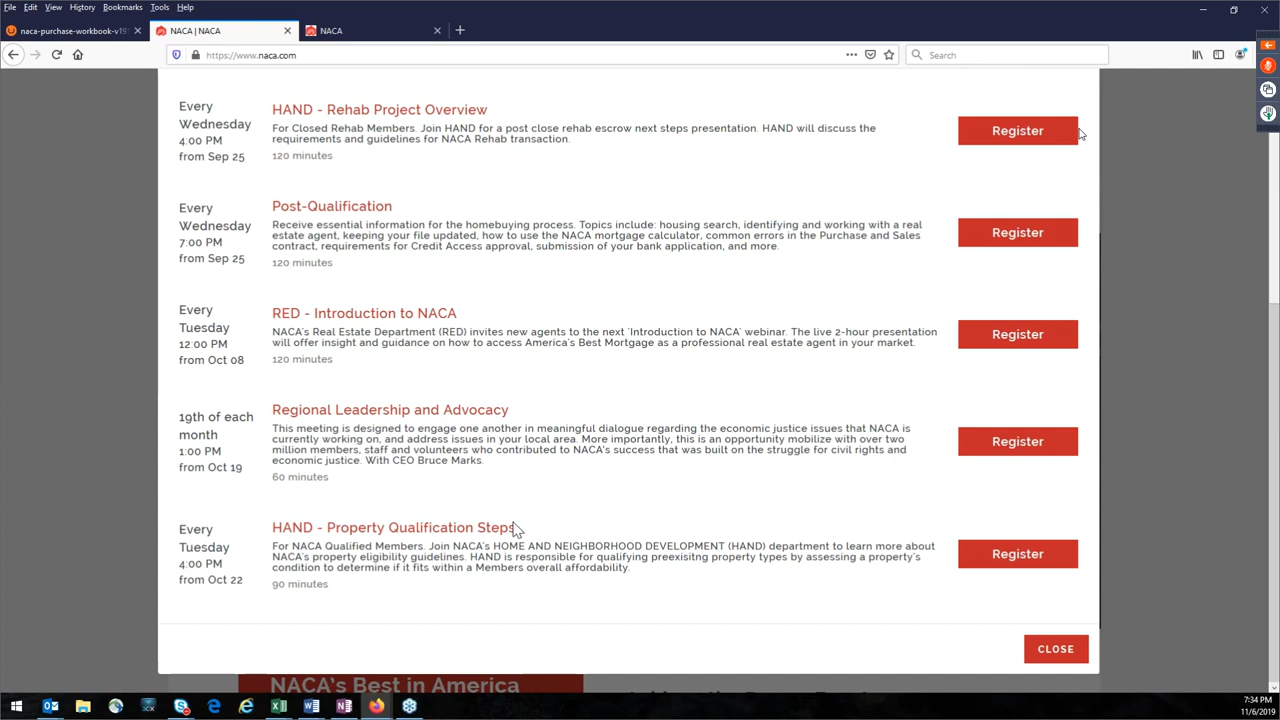 File Edit View History Bookmarks Tools Help
naca-purchase-workbook-v19
NACA | NACA
NACA
https://www.naca.com
Search
Every Wednesday 4:00 PM from Sep 25
HAND - Rehab Project Overview
For Closed Rehab Members. Join HAND for a post close rehab escrow next steps presentation. HAND will discuss the
requirements and guidelines for NACA Rehab transaction.
120 minutes
Register
Every Wednesday 7:00 PM from Sep 25
Post-Qualification
Receive essential information for the homebuying process. Topics include: housing search, identifying and working with a real
estate agent, keeping your file updated, how to use the NACA mortgage calculator, common errors in the Purchase and Sales
contract, requirements for Credit Access approval, submission of your bank application, and more.
120 minutes
Register
Every Tuesday 12:00 PM from Oct 08
RED - Introduction to NACA
NACA's Real Estate Department (RED) invites new agents to the next 'Introduction to NACA' webinar. The live 2-hour presentation
will offer insight and guidance on how to access America's Best Mortgage as a professional real estate agent in your market.
120 minutes
Register
19th of each month 1:00 PM from Oct 19
Regional Leadership and Advocacy
This meeting is designed to engage one another in meaningful dialogue regarding the economic justice issues that NACA is
currently working on, and address issues in your local area. More importantly, this is an opportunity mobilize with over two
million members, staff and volunteers who contributed to NACA's success that was built on the struggle for civil rights and
economic justice. With CEO Bruce Marks.
60 minutes
Register
Every Tuesday 4:00 PM from Oct 22
HAND - Property Qualification Steps
For NACA Qualified Members. Join NACA's HOME AND NEIGHBORHOOD DEVELOPMENT (HAND) department to learn more about
NACA's property eligibility guidelines. HAND is responsible for qualifying preexisitng property types by assessing a property's
condition to determine if it fits within a Members overall affordability.
90 minutes
Register
CLOSE
NACA's Best in America
7:34 PM
11/6/2019